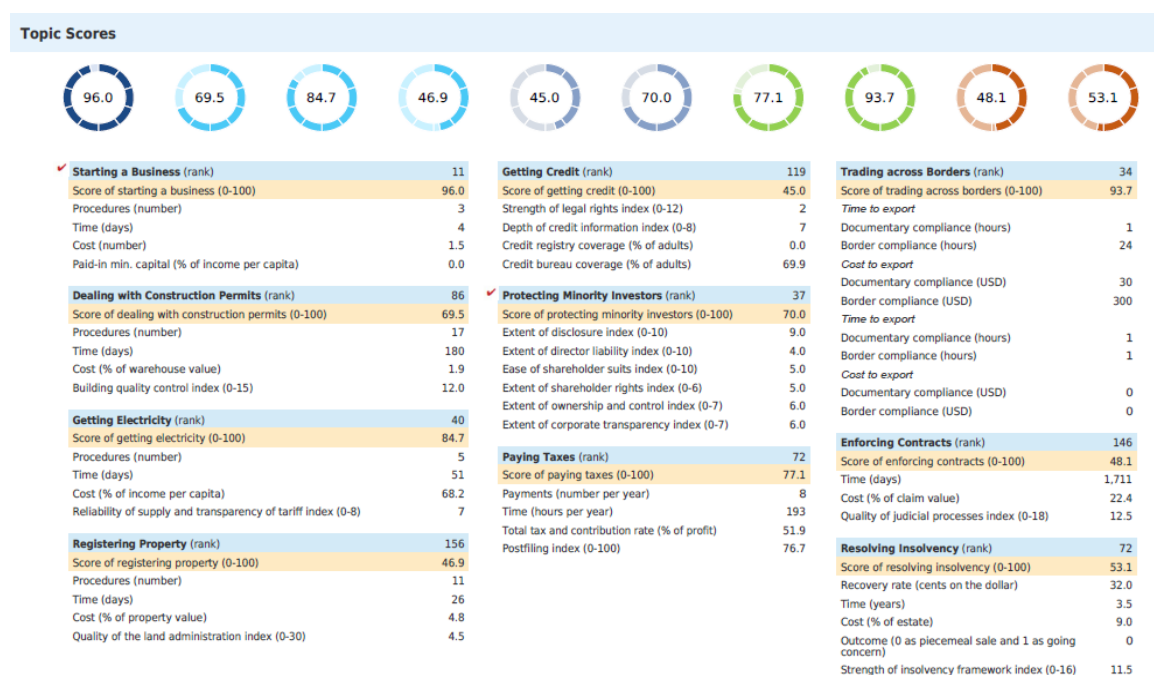 Topic Scores
96.0
69.5
84.7
46.9
45.0
70.0
77.1
93.7
48.1
53.1
Starting a Business (rank) 11
Score of starting a business (0-100) 96.0
Procedures (number) 3
Time (days) 4
Cost (number) 1.5
Paid-in min. capital (% of income per capita) 0.0
Dealing with Construction Permits (rank) 86
Score of dealing with construction permits (0-100) 69.5
Procedures (number) 17
Time (days) 180
Cost (% of warehouse value) 1.9
Building quality control index (0-15) 12.0
Getting Electricity (rank) 40
Score of getting electricity (0-100) 84.7
Procedures (number) 5
Time (days) 51
Cost (% of income per capita) 68.2
Reliability of supply and transparency of tariff index (0-8) 7
Registering Property (rank) 156
Score of registering property (0-100) 46.9
Procedures (number) 11
Time (days) 26
Cost (% of property value) 4.8
Quality of the land administration index (0-30) 4.5
Getting Credit (rank) 119
Score of getting credit (0-100) 45.0
Strength of legal rights index (0-12) 2
Depth of credit information index (0-8) 7
Credit registry coverage (% of adults) 0.0
Credit bureau coverage (% of adults) 69.9
Protecting Minority Investors (rank) 37
Score of protecting minority investors (0-100) 70.0
Extent of disclosure index (0-10) 9.0
Extent of director liability index (0-10) 4.0
Ease of shareholder suits index (0-10) 5.0
Extent of shareholder rights index (0-6) 5.0
Extent of ownership and control index (0-7) 6.0
Extent of corporate transparency index (0-7) 6.0
Paying Taxes (rank) 72
Score of paying taxes (0-100) 77.1
Payments (number per year) 8
Time (hours per year) 193
Total tax and contribution rate (% of profit) 51.9
Postfiling index (0-100) 76.7
Trading across Borders (rank) 34
Score of trading across borders (0-100) 93.7
Time to export
Documentary compliance (hours) 1
Border compliance (hours) 24
Cost to export
Documentary compliance (USD) 30
Border compliance (USD) 300
Time to export
Documentary compliance (hours) 1
Border compliance (hours) 1
Cost to export
Documentary compliance (USD) 0
Border compliance (USD) 0
Enforcing Contracts (rank) 146
Score of enforcing contracts (0-100) 48.1
Time (days) 1,711
Cost (% of claim value) 22.4
Quality of judicial processes index (0-18) 12.5
Resolving Insolvency (rank) 72
Score of resolving insolvency (0-100) 53.1
Recovery rate (cents on the dollar) 32.0
Time (years) 3.5
Cost (% of estate) 9.0
Outcome (0 as piecemeal sale and 1 as going 0
concern)
Strength of insolvency framework index (0-16) 11.5